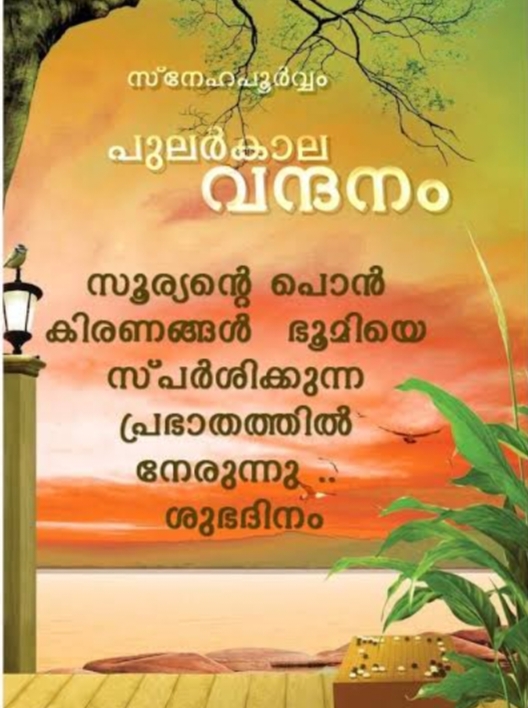 സ്നേഹപൂർവ്വം
പുലർകാല
വന്ദനം
സൂര്യന്റെ പൊൻ
കിരണങ്ങൾ ഭൂമിയെ
സ്പർശിക്കുന്ന
പ്രഭാതത്തിൽ
നേരുന്നു ..
ശുഭദിനം